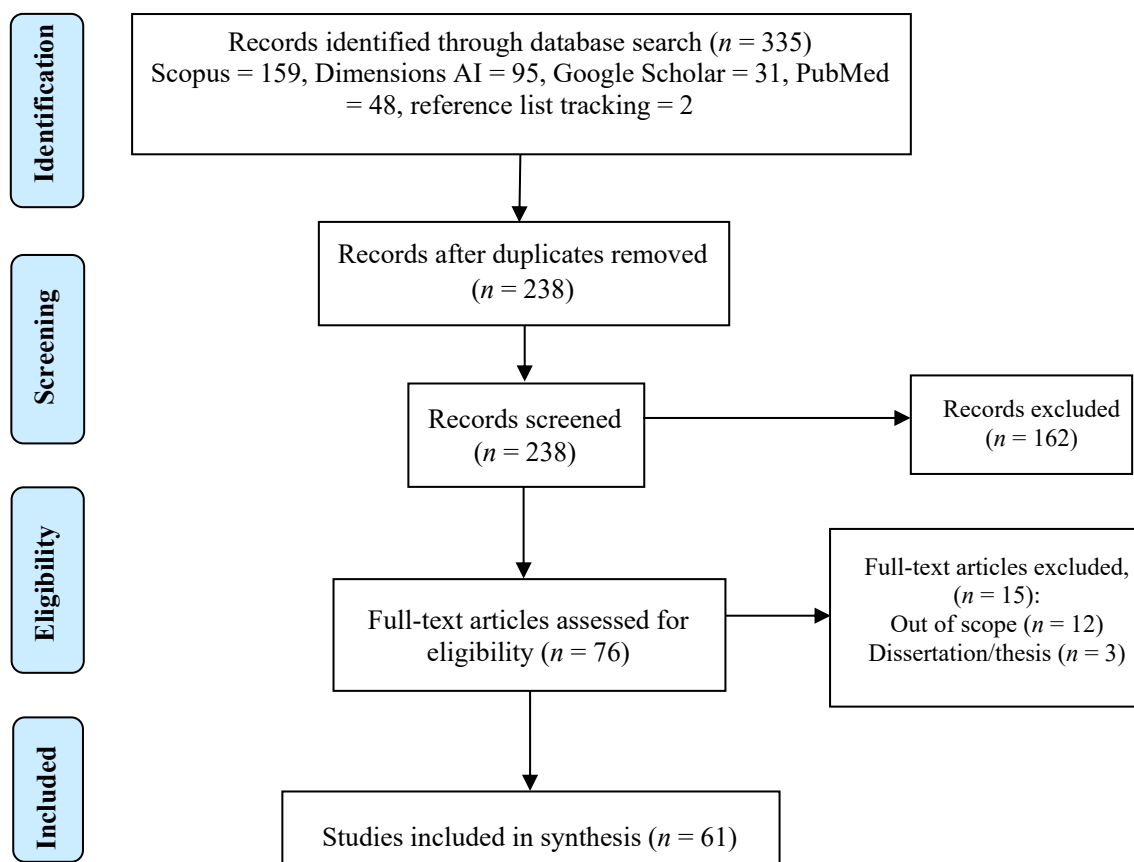 Identification
Records identified through database search (n = 335)
Scopus = 159, Dimensions AI = 95, Google Scholar = 31, PubMed
= 48, reference list tracking = 2
Screening
Records after duplicates removed
(n = 238)
Records screened
(n = 238)
Records excluded
(n = 162)
Eligibility
Full-text articles assessed for
eligibility (n = 76)
Full-text articles excluded,
(n = 15):
Out of scope (n = 12)
Dissertation/thesis (n = 3)
Included
Studies included in synthesis (n = 61)